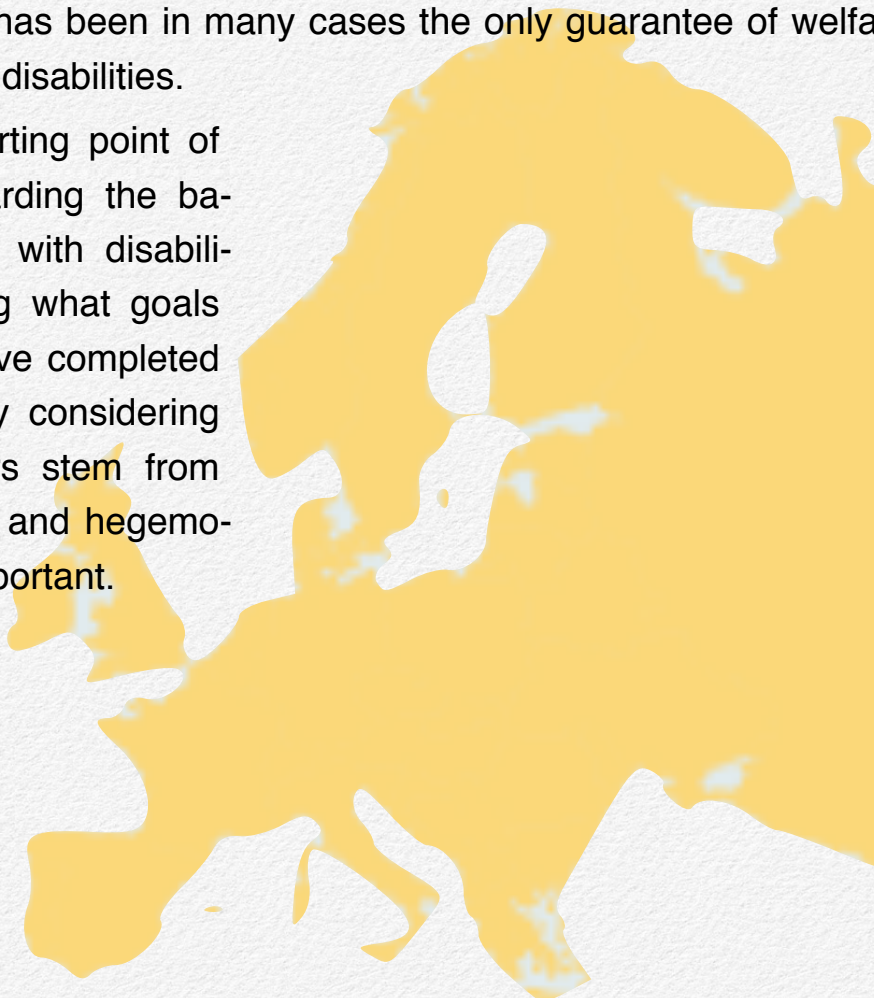 has been in many cases the only guarantee of welfa
disabilities.
rting point of
rding the ba-
with disabili-
g what goals
ve completed
y considering
s stem from
and hegemo-
portant.